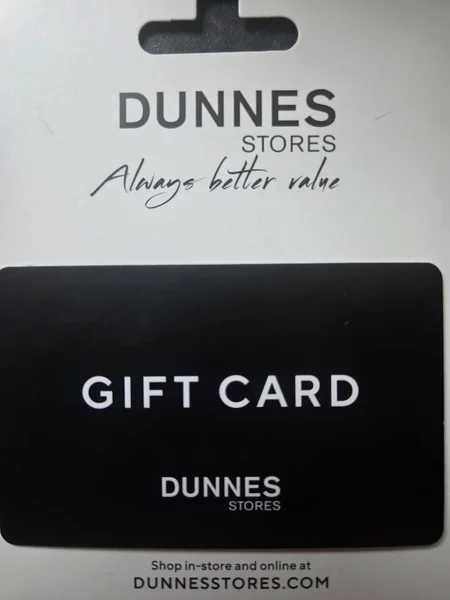 DUNNES
STORES
Always better value
GIFT CARD
DUNNES
STORES
Shop in-store and online at
DUNNESSTORES.COM